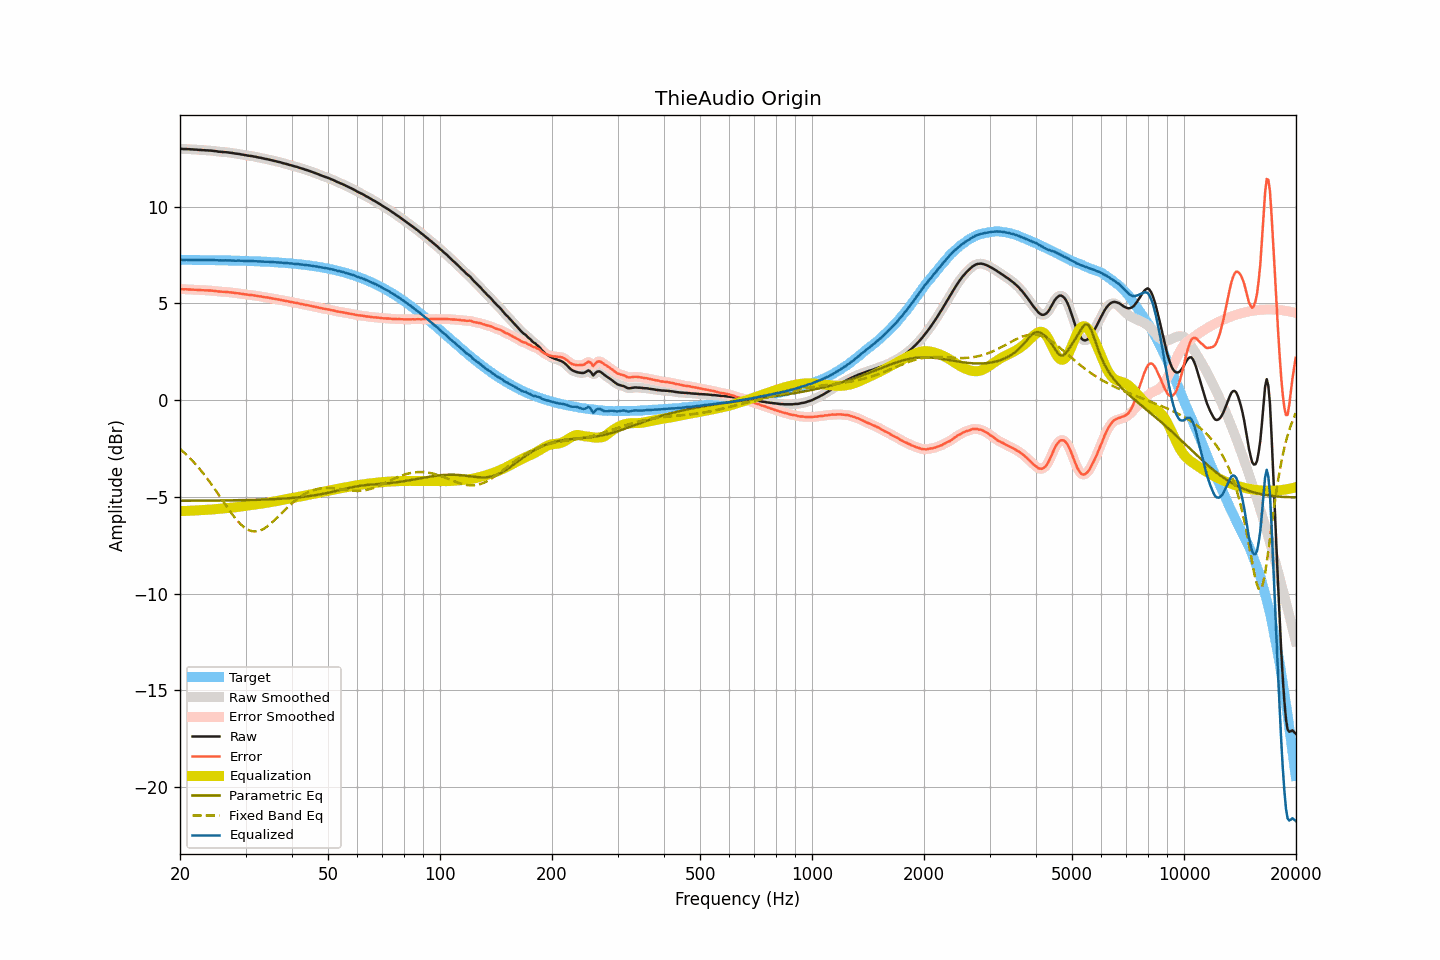 ThieAudio Origin
Amplitude (dBr)
10
5
0
−5
−10
−15
−20
Target
Raw Smoothed
Error Smoothed
Raw
Error
Equalization
Parametric Eq
Fixed Band Eq
Equalized
20 50 100 200 500 1000 2000 5000 10000 20000
Frequency (Hz)